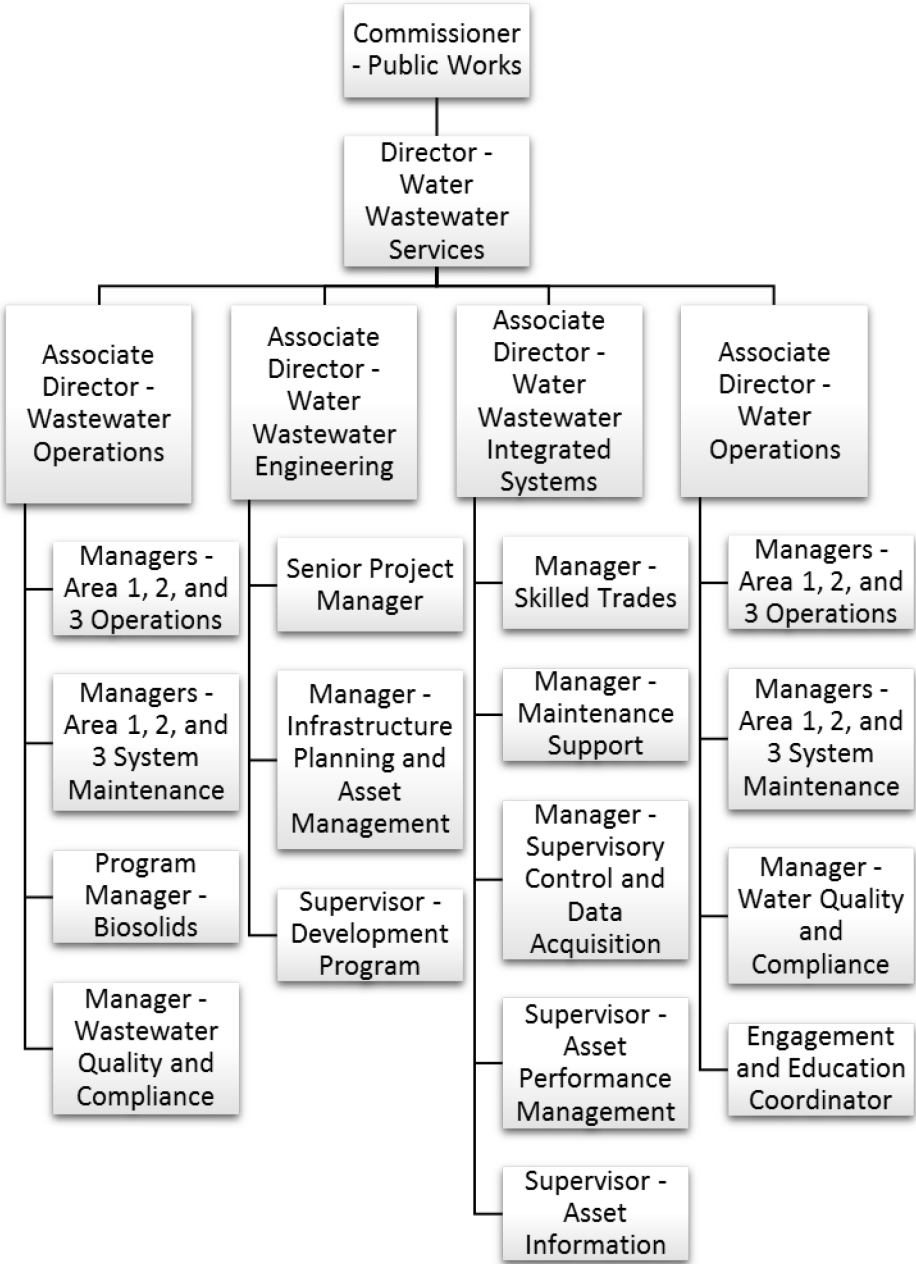 Commissioner
- Public Works
Director -
Water
Wastewater
Services
Associate
Director -
Wastewater
Operations
Managers -
Area 1, 2, and
3 Operations
Managers -
Area 1, 2, and
3 System
Maintenance
Program
Manager -
Biosolids
Manager -
Wastewater
Quality and
Compliance
Associate
Director -
Water
Wastewater
Engineering
Senior Project
Manager
Manager -
Infrastructure
Planning and
Asset
Management
Supervisor -
Development
Program
Associate
Director -
Water
Wastewater
Integrated
Systems
Manager -
Skilled Trades
Manager -
Maintenance
Support
Manager -
Supervisory
Control and
Data
Acquisition
Supervisor -
Asset
Performance
Management
Supervisor -
Asset
Information
Associate
Director -
Water
Operations
Managers -
Area 1, 2, and
3 Operations
Managers -
Area 1, 2, and
3 System
Maintenance
Manager -
Water Quality
and
Compliance
Engagement
and Education
Coordinator